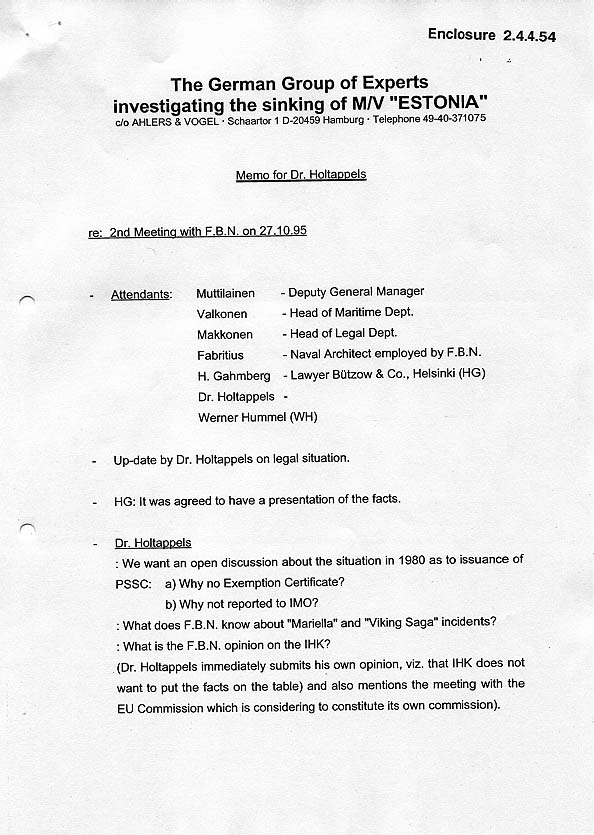 Enclosure 2.4.4.54
The German Group of Experts
investigating the sinking of M/V "ESTONIA"
c/o AHLERS & VOGEL · Schaartor 1 D-20459 Hamburg · Telephone 49-40-371075
Memo for Dr. Holtappels
re: 2nd Meeting with F.B.N. on 27.10.95
- Attendants: Muttilainen - Deputy General Manager
Valkonen - Head of Maritime Dept.
Makkonen - Head of Legal Dept.
Fabritius - Naval Architect employed by F.B.N.
H. Gahmberg - Lawyer Bützow & Co., Helsinki (HG)
Dr. Holtappels -
Werner Hummel (WH)
- Up-date by Dr. Holtappels on legal situation.
- HG: It was agreed to have a presentation of the facts.
- Dr. Holtappels
: We want an open discussion about the situation in 1980 as to issuance of
PSSC: a) Why no Exemption Certificate?
b) Why not reported to IMO?
: What does F.B.N. know about "Mariella" and "Viking Saga" incidents?
: What is the F.B.N. opinion on the IHK?
(Dr. Holtappels immediately submits his own opinion, viz. that IHK does not
want to put the facts on the table) and also mentions the meeting with the
EU Commission which is considering to constitute its own commission).